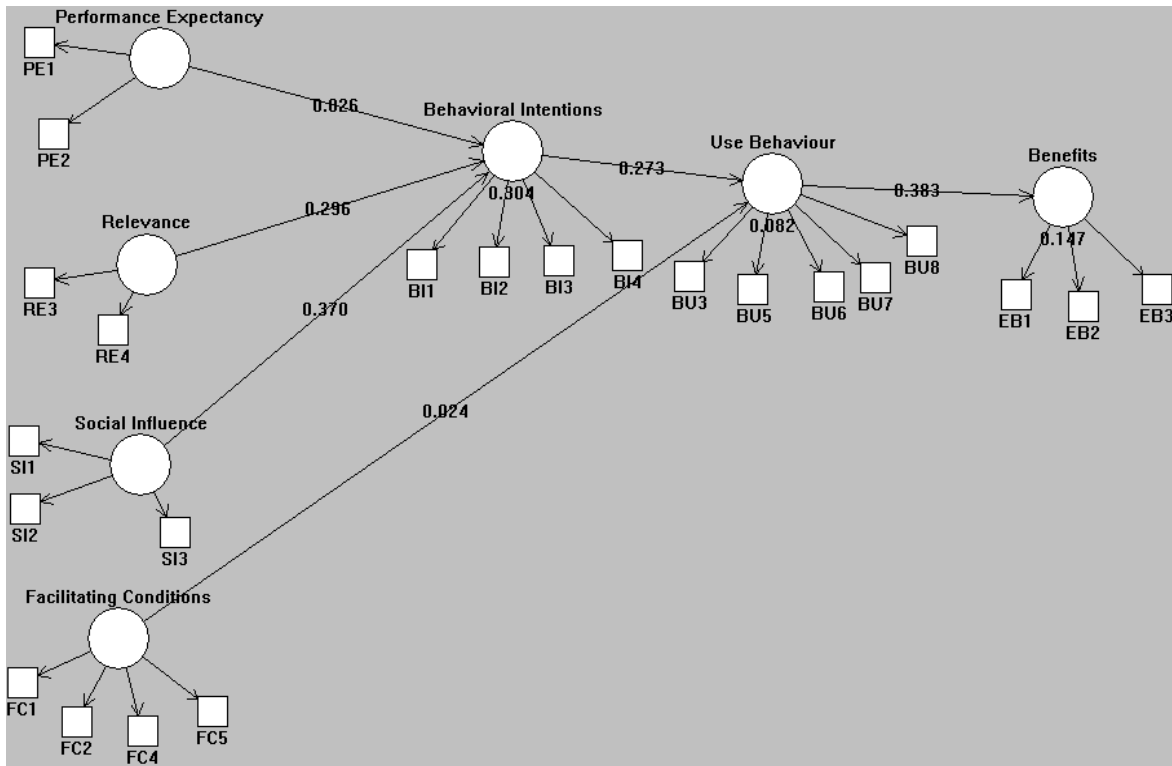 Performance Expectancy
PE1
PE2
0.026
Behavioral Intentions
0.304
0.273
Use Behaviour
0.082
0.383
Benefits
0.147
Relevance
0.296
RE3
RE4
BI1
BI2
BI3
BI4
BU3
BU5
BU6
BU7
BU8
EB1
EB2
EB3
0.370
Social Influence
SI1
SI2
SI3
0.024
Facilitating Conditions
FC1
FC2
FC4
FC5